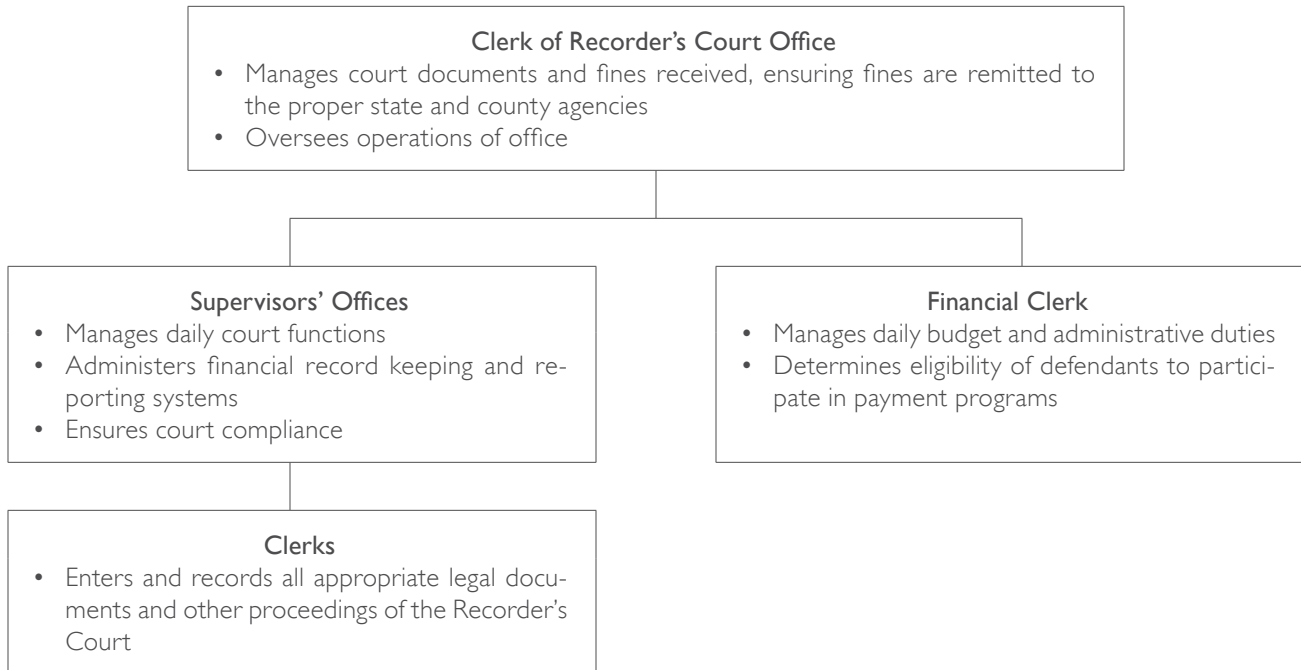 Clerk of Recorder's Court Office
• Manages court documents and fines received, ensuring fines are remitted to
the proper state and county agencies
• Oversees operations of office
Supervisors' Offices
• Manages daily court functions
• Administers financial record keeping and re-
porting systems
• Ensures court compliance
Financial Clerk
• Manages daily budget and administrative duties
• Determines eligibility of defendants to partici-
pate in payment programs
Clerks
• Enters and records all appropriate legal docu-
ments and other proceedings of the Recorder's
Court